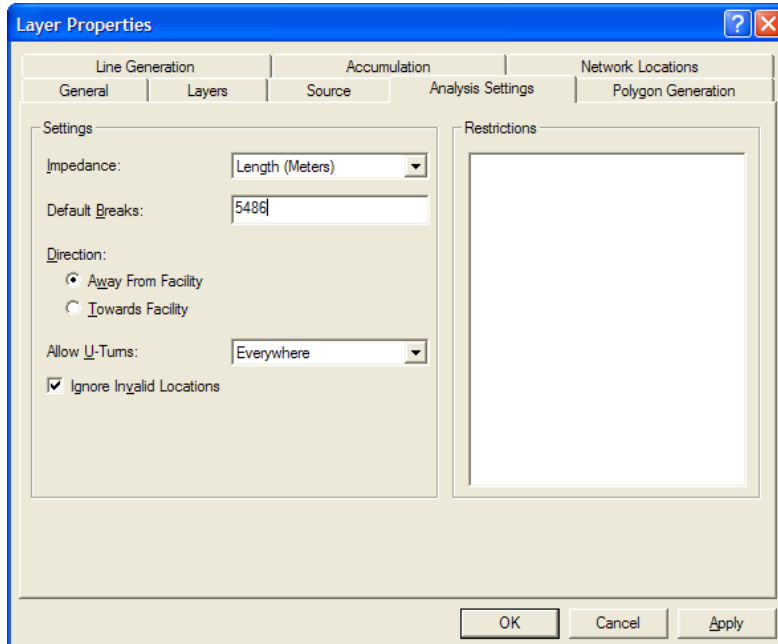 Layer Properties
Line Generation
Accumulation
Network Locations
General
Layers
Source
Analysis Settings
Polygon Generation
Settings
Impedance:
Length (Meters)
Default Breaks:
5486
Direction:
Away From Facility
Towards Facility
Allow U-Turns:
Everywhere
Ignore Invalid Locations
Restrictions
OK
Cancel
Apply